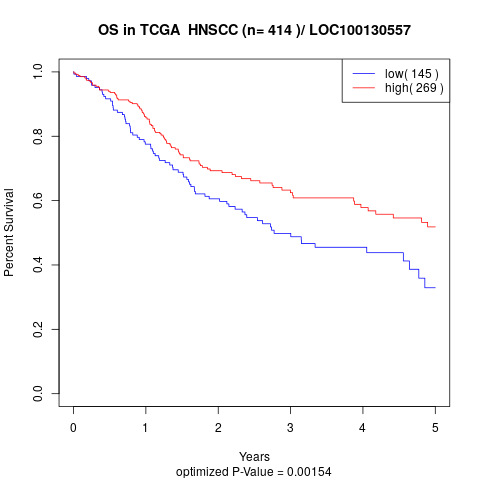 OS in TCGA  HNSCC (n= 414 )/ LOC100130557
low( 145 )
high( 269 )
Percent Survival
1.0
0.8
0.6
0.4
0.2
0.0
0 1 2 3 4 5
Years
optimized P-Value = 0.00154